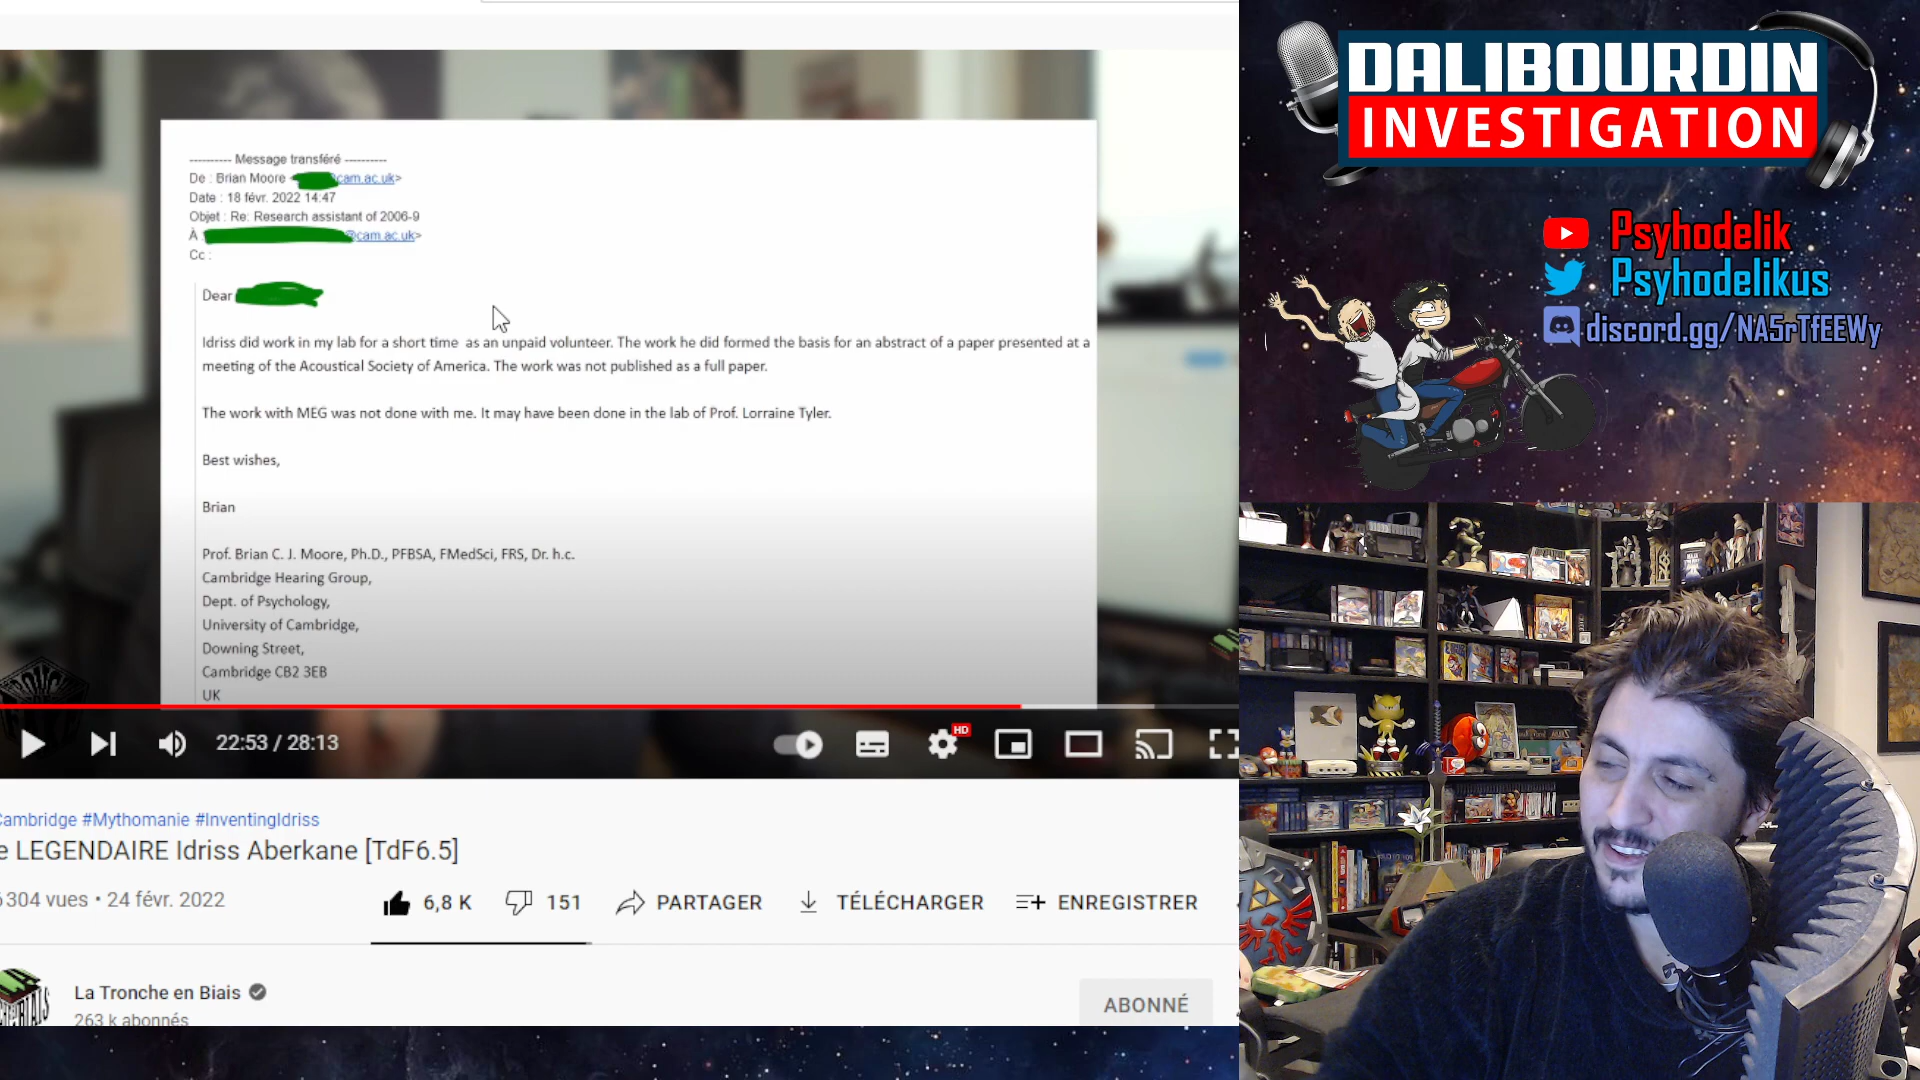 ---------- Message transféré ----------
De : Brian Moore < @cam.ac.uk>
Date : 18 févr. 2022 14:47
Objet : Re: Research assistant of 2006-9
À @cam.ac.uk>
Cc :
Dear
Idriss did work in my lab for a short time as an unpaid volunteer. The work he did formed the basis for an abstract of a paper presented at a
meeting of the Acoustical Society of America. The work was not published as a full paper.
The work with MEG was not done with me. It may have been done in the lab of Prof. Lorraine Tyler.
Best wishes,
Brian
Prof. Brian C. J. Moore, Ph.D., PFBSA, FMedSci, FRS, Dr. h.c.
Cambridge Hearing Group,
Dept. of Psychology,
University of Cambridge,
Downing Street,
Cambridge CB2 3EB
UK
22:53 / 28:13
HD
Cambridge #Mythomanie #InventingIdriss
e LEGENDAIRE Idriss Aberkane [TdF6.5]
6 304 vues • 24 févr. 2022
6,8 K
151
PARTAGER
TÉLÉCHARGER
ENREGISTRER
La Tronche en Biais
263 k abonnés
ABONNÉ
DALIBOURDIN
INVESTIGATION
Psyhodelik
Psyhodelikus
discord.gg/NA5rTfEEWy